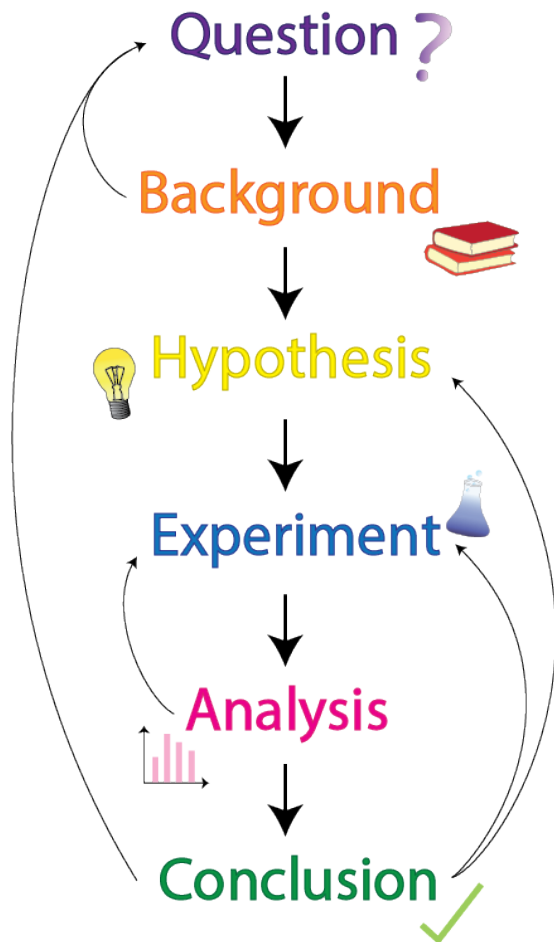 Question ?
Background
Hypothesis
Experiment
Analysis
Conclusion